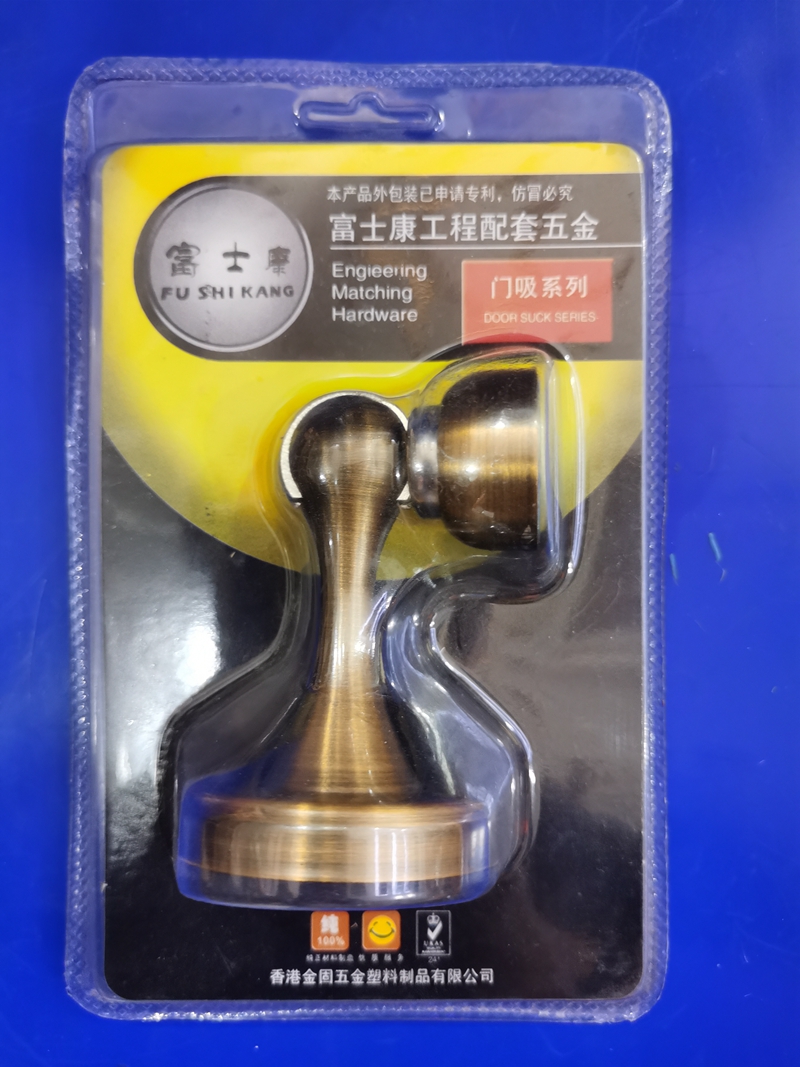 本产品外包装已申请专利，仿冒必究
富士康工程配套五金
富士康
FU SHI KANG
Engieering
Matching
Hardware
门吸系列
DOOR SUCK SERIES
纯
100%
UKAS
香港金固五金塑料制品有限公司